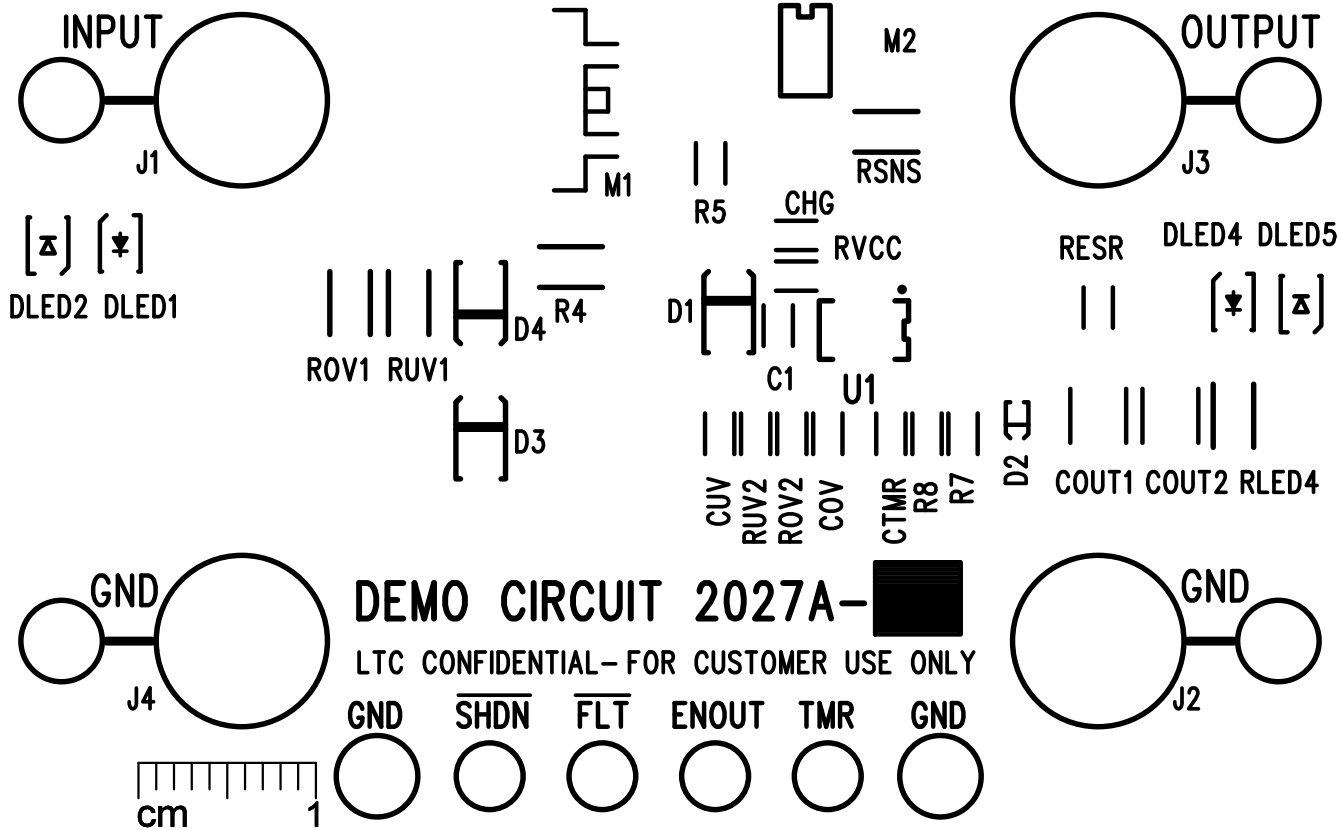 INPUT
M2
OUTPUT
J1
J3
RSNS
M1
R5
CHG
RVCC
RESR
DLED4 DLED5
DLED2 DLED1
R4
D1
D4
ROV1 RUV1
C1
U1
D3
D2
COUT1 COUT2 RLED4
CUV
RUV2
ROV2
COV
CTMR
R8
R7
GND
DEMO CIRCUIT 2027A-
GND
LTC CONFIDENTIAL-FOR CUSTOMER USE ONLY
J4
J2
GND SHDN FLT ENOUT TMR GND
cm 1